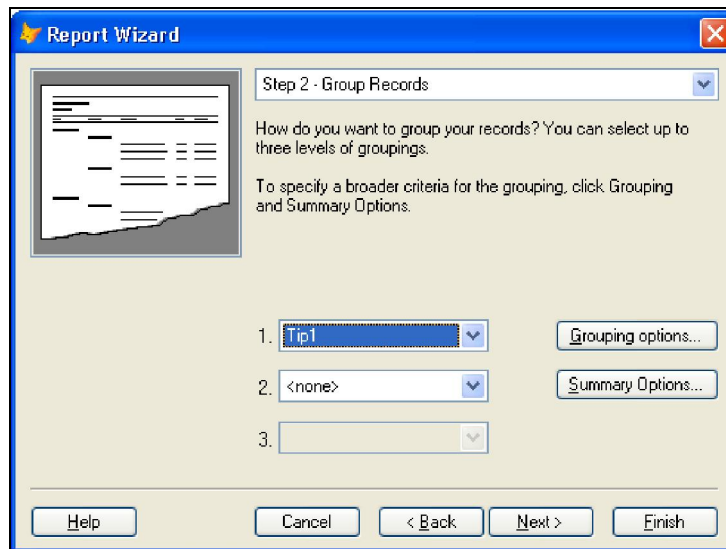 Report Wizard
Step 2 - Group Records
How do you want to group your records? You can select up to
three levels of groupings.
To specify a broader criteria for the grouping, click Grouping
and Summary Options.
1. Tip1
Grouping options...
2. <none>
Summary Options...
3.
Help
Cancel
< Back
Next >
Finish